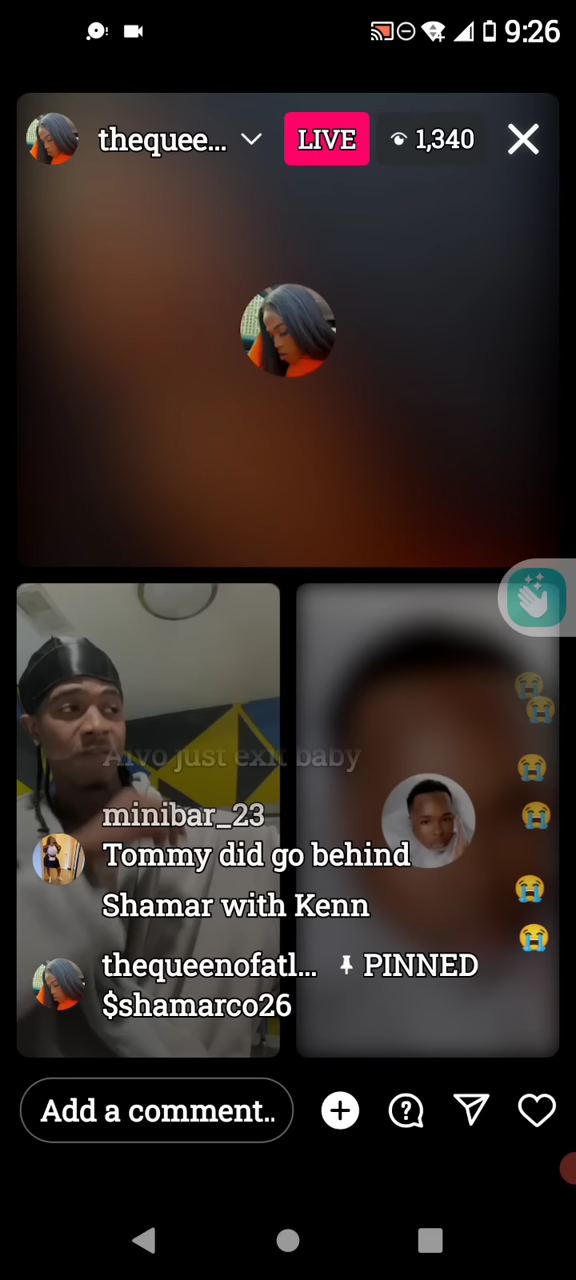 9:26
thequee...
LIVE
1,340
Aivo just exit baby
minibar_23
Tommy did go behind
Shamar with Kenn
thequeenofatl... PINNED
$shamarco26
Add a comment..